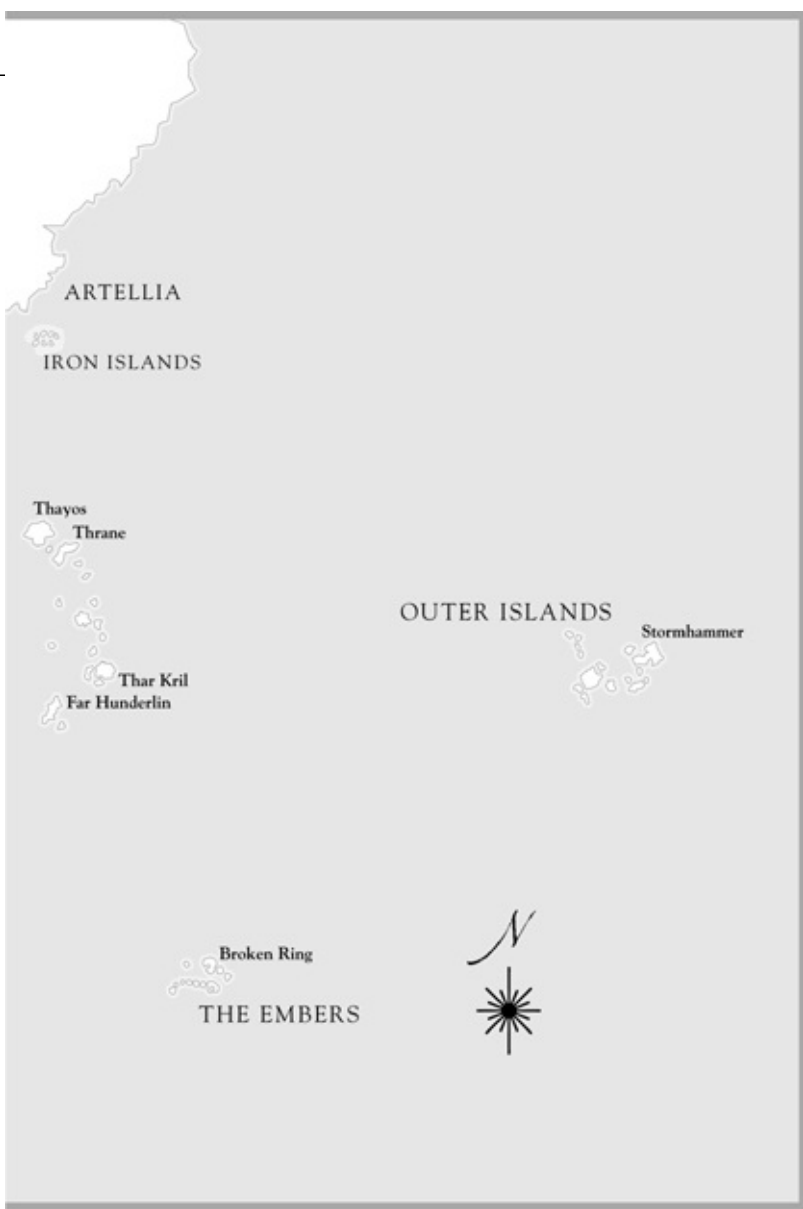 ARTELLIA
IRON ISLANDS
Thayos
Thrane
OUTER ISLANDS
Stormhammer
Thar Kril
Far Hunderlin
Broken Ring
THE EMBERS
N